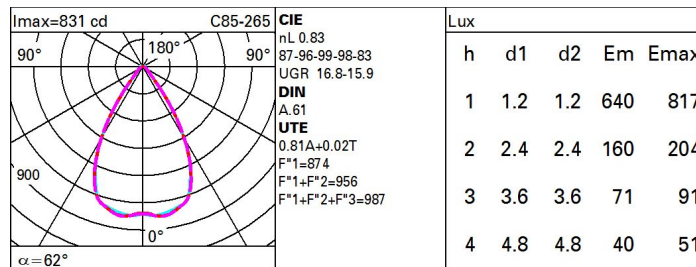 Imax=831 cd C85-265
90° 180° 90°
900
0°
α=62°
CIE
nL 0.83
87-96-99-98-83
UGR 16.8-15.9
DIN
A.61
UTE
0.81A+0.02T
F"1=874
F"1+F"2=956
F"1+F"2+F"3=987
Lux
h d1 d2 Em Emax
1 1.2 1.2 640 817
2 2.4 2.4 160 204
3 3.6 3.6 71 91
4 4.8 4.8 40 51